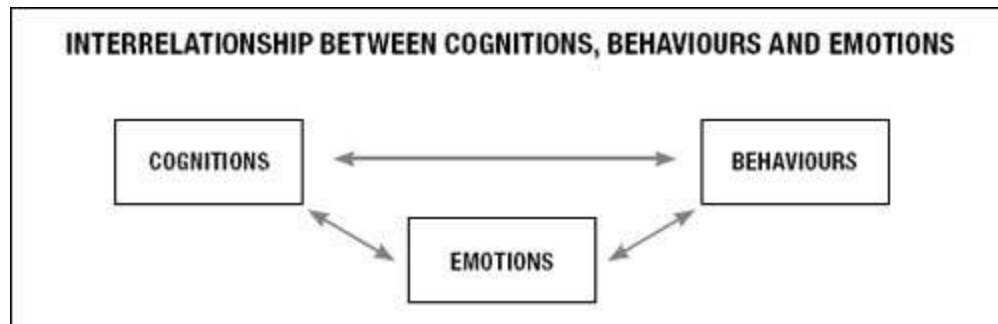 INTERRELATIONSHIP BETWEEN COGNITIONS, BEHAVIOURS AND EMOTIONS
COGNITIONS
BEHAVIOURS
EMOTIONS